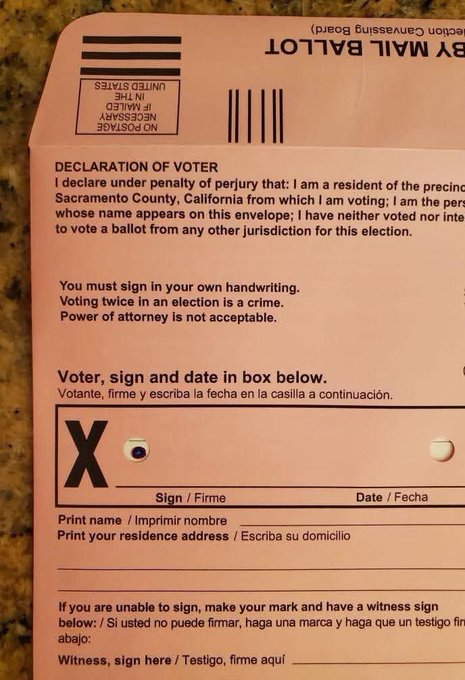 ection Canvassing Board)
BY MAIL BALLOT
NO POSTAGE
NECESSARY
IF MAILED
IN THE
UNITED STATES
DECLARATION OF VOTER
I declare under penalty of perjury that: I am a resident of the precinc
Sacramento County, California from which I am voting; I am the pers
whose name appears on this envelope; I have neither voted nor inte
to vote a ballot from any other jurisdiction for this election.
You must sign in your own handwriting.
Voting twice in an election is a crime.
Power of attorney is not acceptable.
Voter, sign and date in box below.
Votante, firme y escriba la fecha en la casilla a continuación.
X
Sign / Firme Date / Fecha
Print name / Imprimir nombre
Print your residence address / Escriba su domicilio
If you are unable to sign, make your mark and have a witness sign
below: / Si usted no puede firmar, haga una marca y haga que un testigo fir
abajo:
Witness, sign here / Testigo, firme aquí